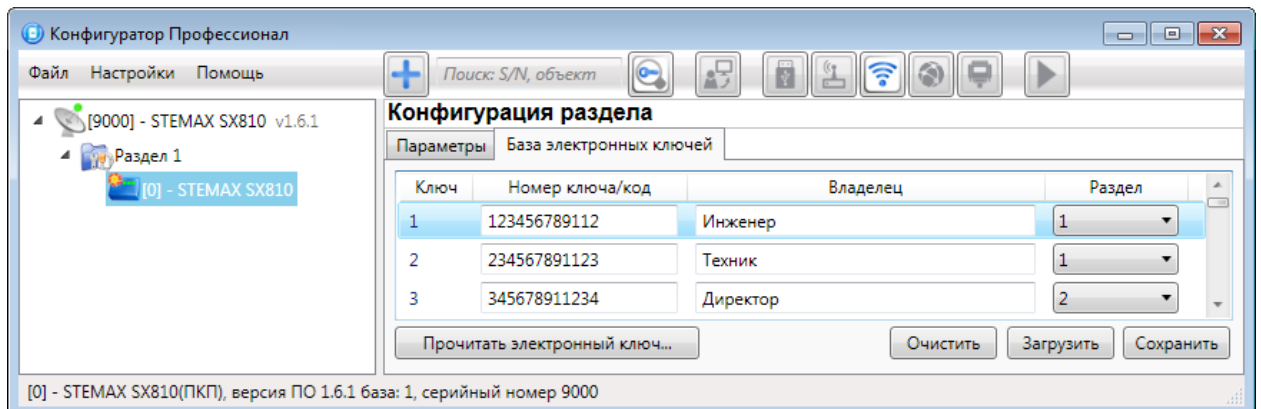 Конфигуратор Профессионал
Файл Настройки Помощь
Поиск: S/N, объект
[9000] - STEMAX SX810 v1.6.1
Раздел 1
[0] - STEMAX SX810
Конфигурация раздела
Параметры База электронных ключей
Ключ Номер ключа/код Владелец Раздел
1 123456789112 Инженер 1
2 234567891123 Техник 1
3 345678911234 Директор 2
Прочитать электронный ключ... Очистить Загрузить Сохранить
[0] - STEMAX SX810(ПКП), версия ПО 1.6.1 база: 1, серийный номер 9000